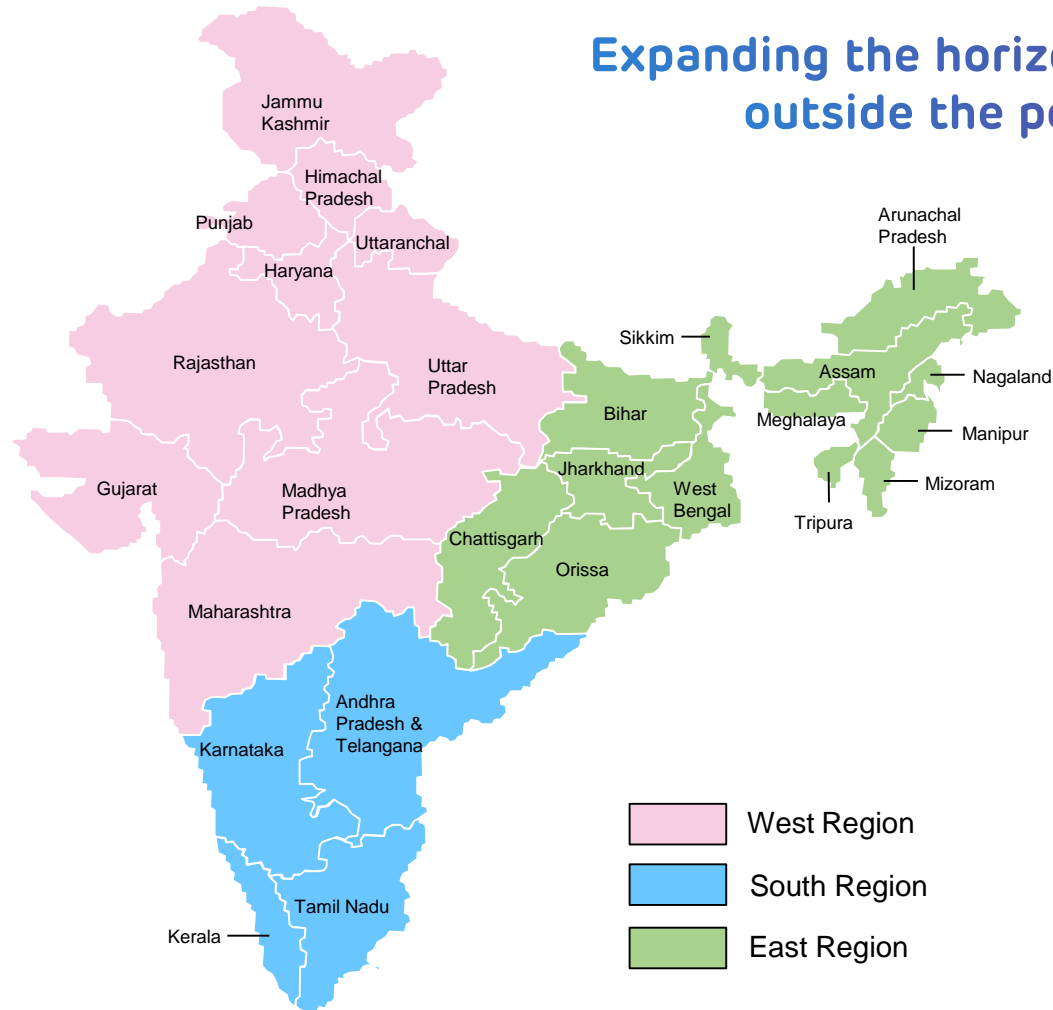 Expanding the horiz
outside the p
Jammu
Kashmir
Himachal
Pradesh
Punjab
Uttaranchal
Haryana
Arunachal
Pradesh
Sikkim
Rajasthan
Uttar
Pradesh
Assam
Nagaland
Bihar
Meghalaya
Manipur
Jharkhand
Gujarat
Madhya
Pradesh
West
Bengal
Mizoram
Tripura
Chattisgarh
Orissa
Maharashtra
Andhra
Pradesh &
Telangana
Karnataka
West Region
South Region
Tamil Nadu
Kerala
East Region